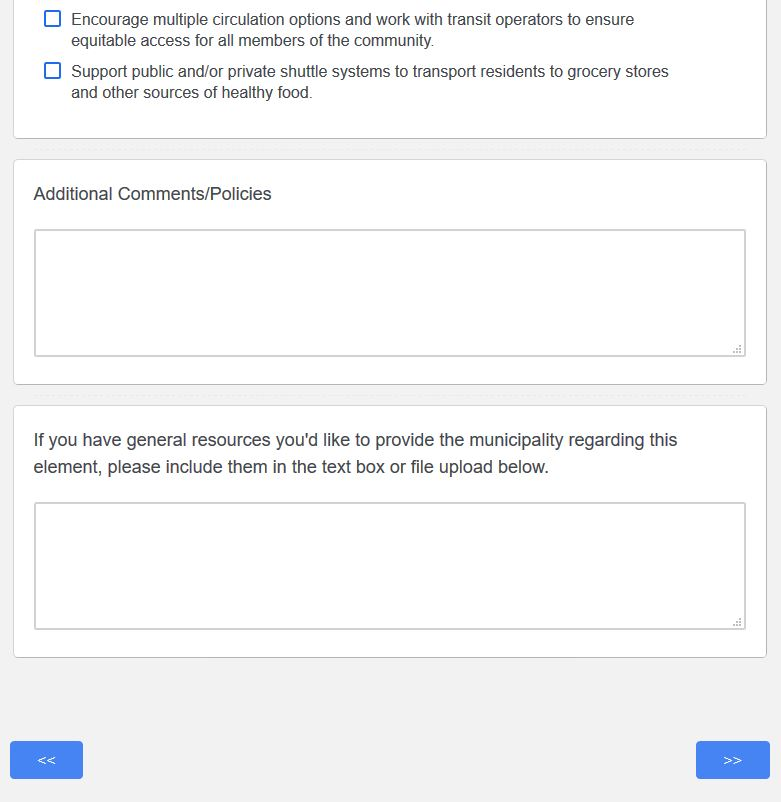 Encourage multiple circulation options and work with transit operators to ensure
equitable access for all members of the community.
Support public and/or private shuttle systems to transport residents to grocery stores
and other sources of healthy food.
Additional Comments/Policies
If you have general resources you'd like to provide the municipality regarding this
element, please include them in the text box or file upload below.
<<
>>